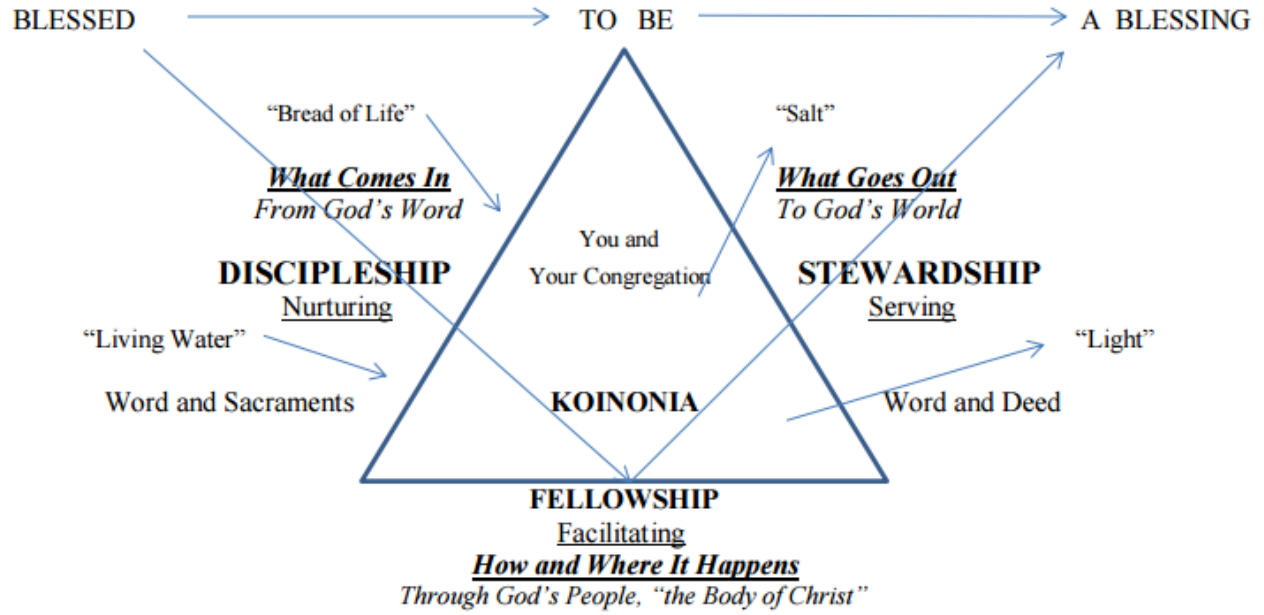 BLESSED TO BE A BLESSING
“Bread of Life” “Salt”
What Comes In What Goes Out
From God’s Word To God’s World
You and
Your Congregation
DISCIPLESHIP STEWARDSHIP
Nurturing Serving
“Living Water” “Light”
Word and Sacraments KOINONIA Word and Deed
FELLOWSHIP
Facilitating
How and Where It Happens
Through God’s People, “the Body of Christ”